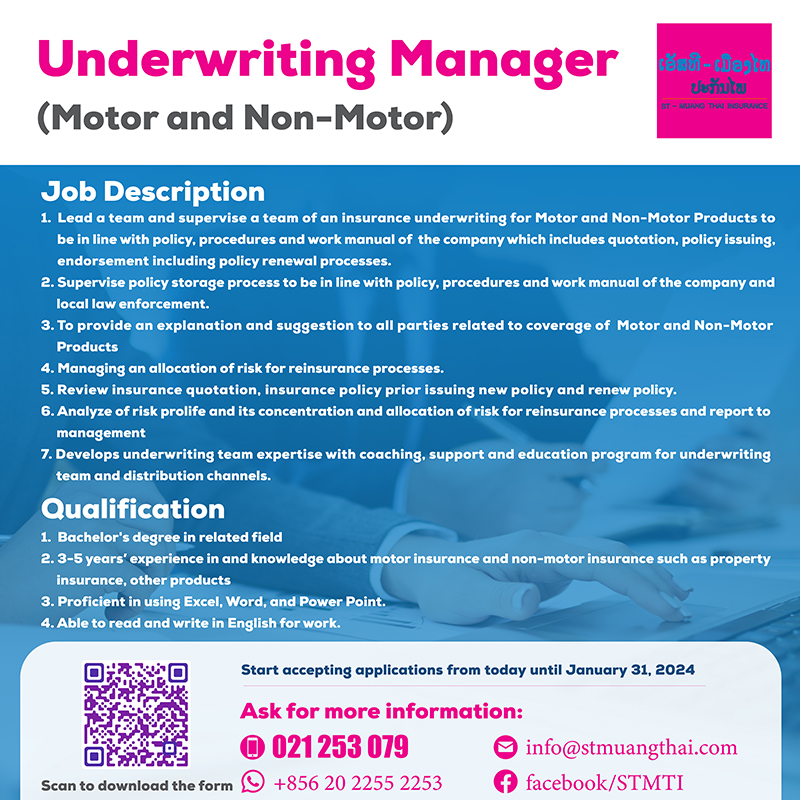 Underwriting Manager
(Motor and Non-Motor)
ເອັສທີ - ເມືອງໄທ
ປະກັນໄພ
ST - MUANG THAI INSURANCE
Job Description
1. Lead a team and supervise a team of an insurance underwriting for Motor and Non-Motor Products to
be in line with policy, procedures and work manual of the company which includes quotation, policy issuing,
endorsement including policy renewal processes.
2. Supervise policy storage process to be in line with policy, procedures and work manual of the company and
local law enforcement.
3. To provide an explanation and suggestion to all parties related to coverage of Motor and Non-Motor
Products
4. Managing an allocation of risk for reinsurance processes.
5. Review insurance quotation, insurance policy prior issuing new policy and renew policy.
6. Analyze of risk prolife and its concentration and allocation of risk for reinsurance processes and report to
management
7. Develops underwriting team expertise with coaching, support and education program for underwriting
team and distribution channels.
Qualification
1. Bachelor's degree in related field
2. 3-5 years' experience in and knowledge about motor insurance and non-motor insurance such as property
insurance, other products
3. Proficient in using Excel, Word, and Power Point.
4. Able to read and write in English for work.
Start accepting applications from today until January 31, 2024
Ask for more information:
021 253 079
info@stmuangthai.com
Scan to download the form
+856 20 2255 2253
facebook/STMTI